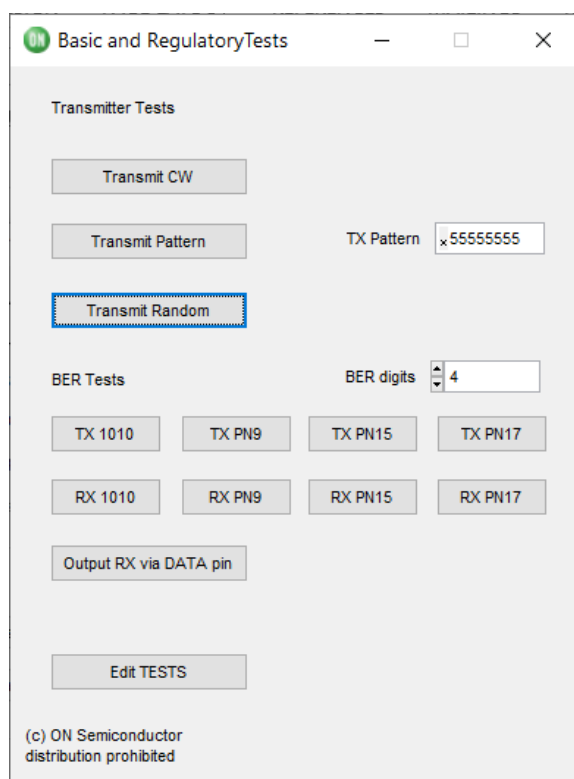 ON Basic and RegulatoryTests
Transmitter Tests
Transmit CW
Transmit Pattern
TX Pattern x 55555555
Transmit Random
BER Tests
BER digits 4
TX 1010 TX PN9 TX PN15 TX PN17
RX 1010 RX PN9 RX PN15 RX PN17
Output RX via DATA pin
Edit TESTS
(c) ON Semiconductor
distribution prohibited